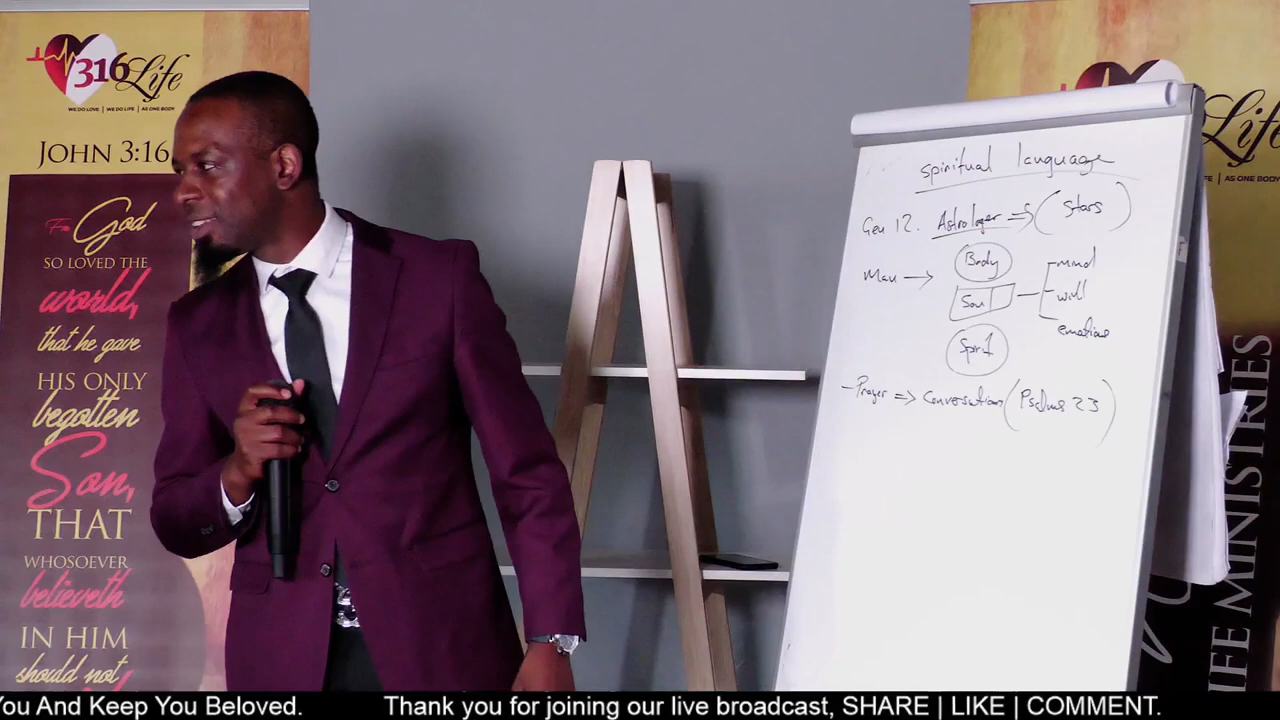 316 Life
WE DO LOVE | WE DO LIFE | AS ONE BODY
JOHN 3:16
For God
SO LOVED THE
world,
that he gave
HIS ONLY
begotten
Son,
THAT
WHOSOEVER
believeth
IN HIM
should not
spiritual language
Gen 12. Astrologer => (Stars)
Man → Body
Soul
mind
will
emotions
Spirit
- Prayer => Conversation (Psalms 23)
Life
FE | AS ONE BODY
LIFE MINISTRIES
You And Keep You Beloved. Thank you for joining our live broadcast, SHARE | LIKE | COMMENT.